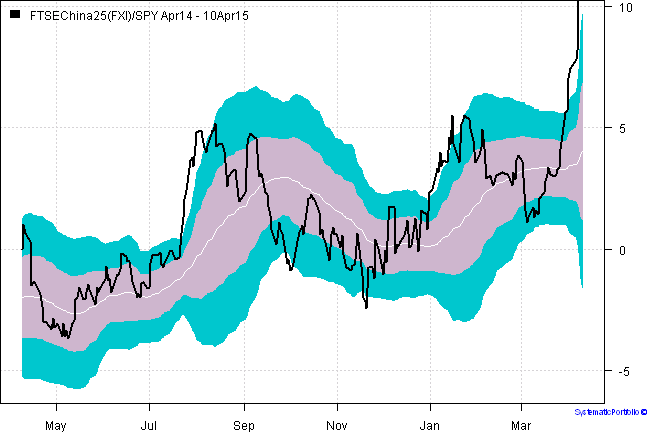 FTSEChina25(FXI)/SPY Apr14 - 10Apr15
10
5
0
-5
May Jul Sep Nov Jan Mar
SystematicPortfolio ©